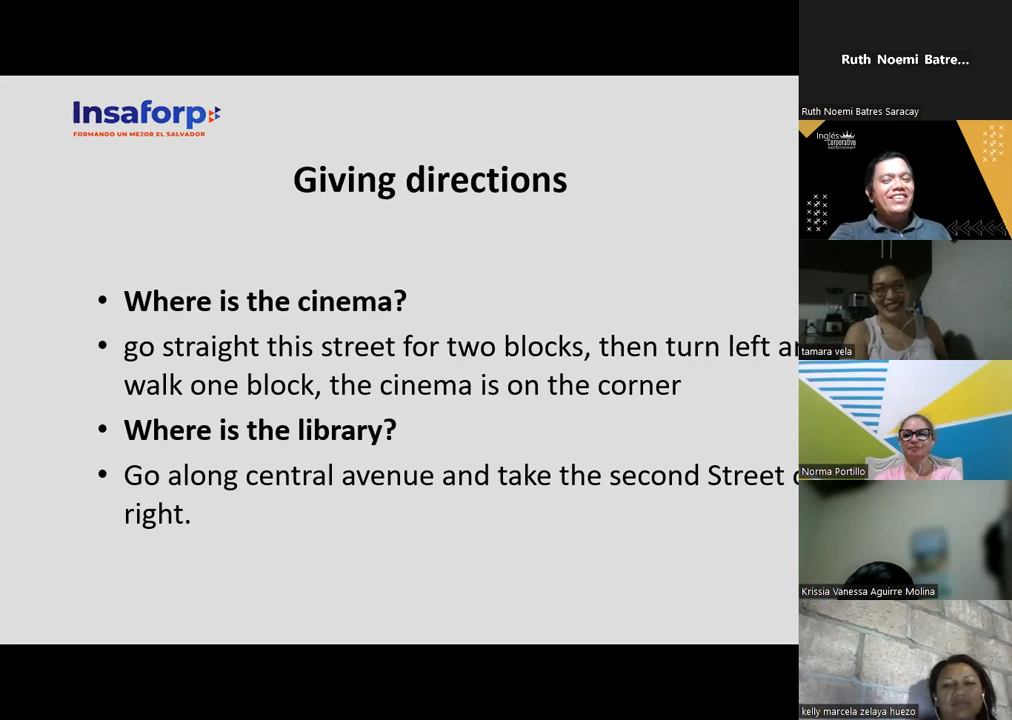 Insaforp
FORMANDO UN MEJOR EL SALVADOR
Giving directions
• Where is the cinema?
• go straight this street for two blocks, then turn left
walk one block, the cinema is on the corner
• Where is the library?
• Go along central avenue and take the second Street
right.
Ruth Noemi Batre...
Ruth Noemi Batres Saracay
Inglés
Corporativo
tamara vela
Norma Portillo
Krissia Vanessa Aguirre Molina
kelly marcela zelaya huezo